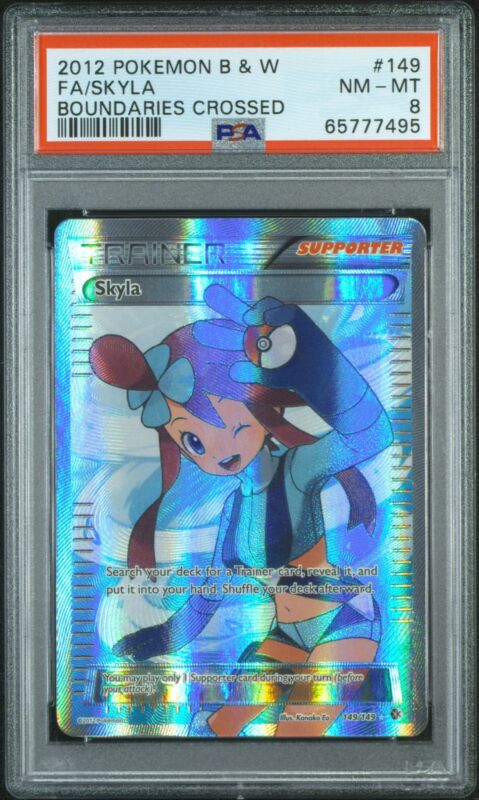 2012 POKEMON B & W #149
FA/SKYLA NM - MT
BOUNDARIES CROSSED 8
PSA 65777495
TRAINER SUPPORTER
Skyla
Search your deck for a Trainer card, reveal it, and
put it into your hand. Shuffle your deck afterward.
You may play only 1 Supporter card during your turn (before
your attack).
©2012 Pokémon Illus. Kanako Eo 149/149